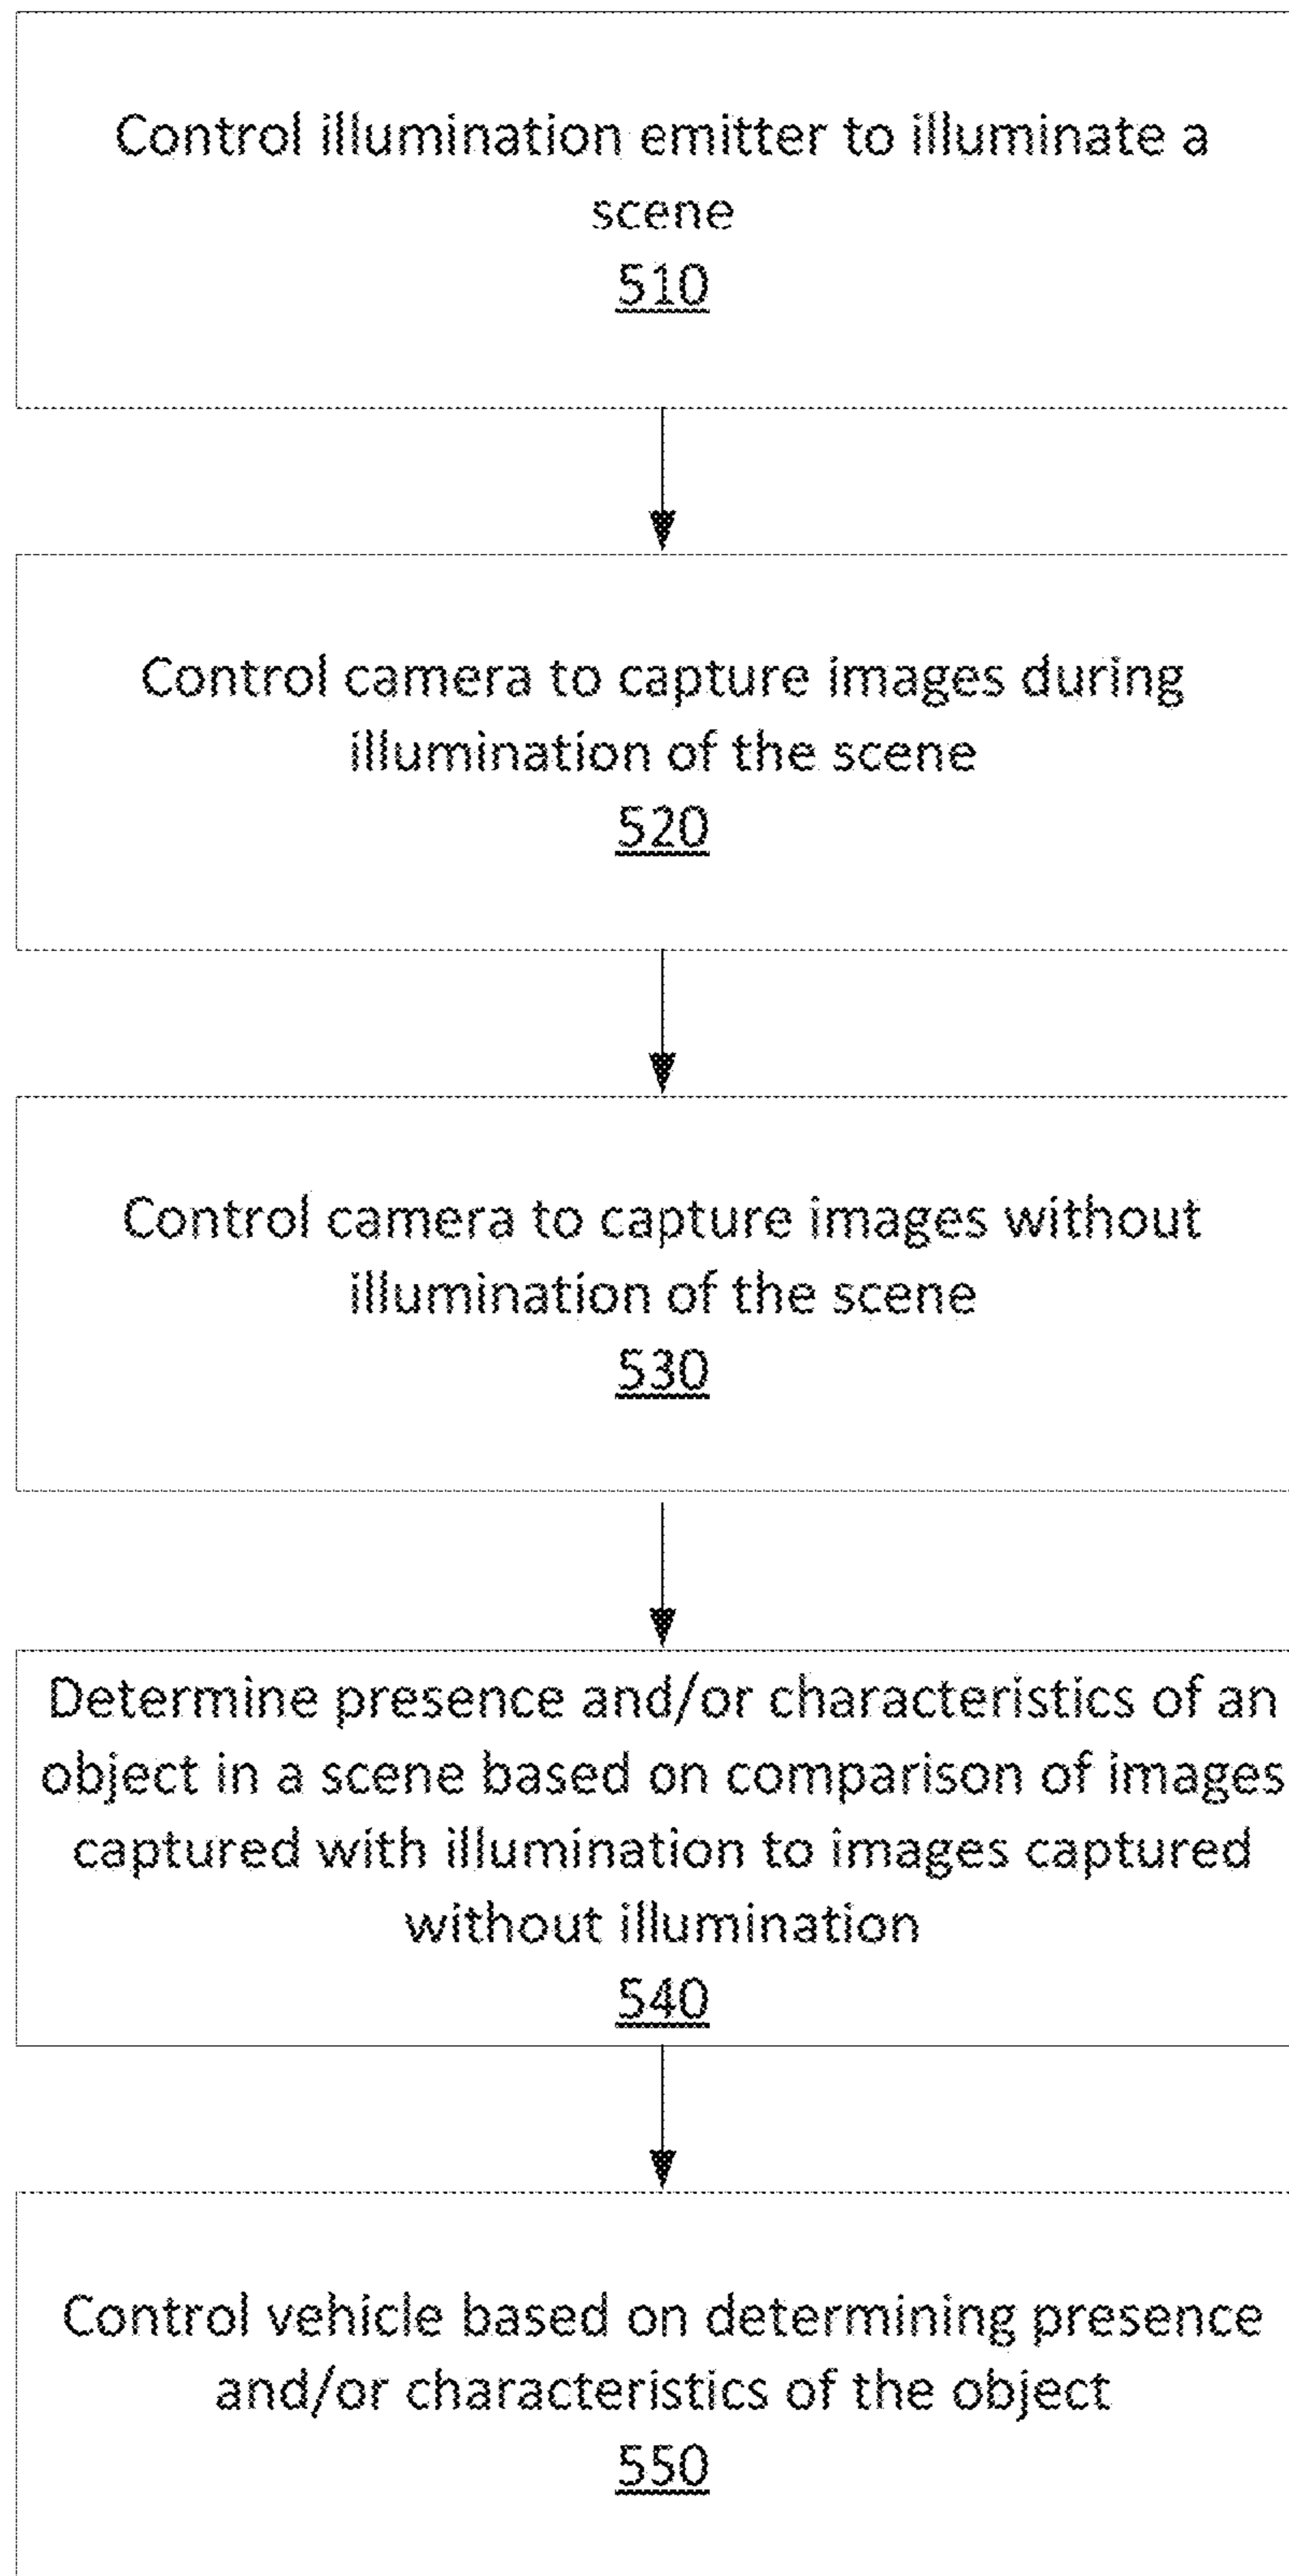 Control illumination emitter to illuminate a
scene
510
Control camera to capture images during
illumination of the scene
520
Control camera to capture images without
illumination of the scene
530
Determine presence and/or characteristics of an
object in a scene based on comparison of images
captured with illumination to images captured
without illumination
540
Control vehicle based on determining presence
and/or characteristics of the object
550